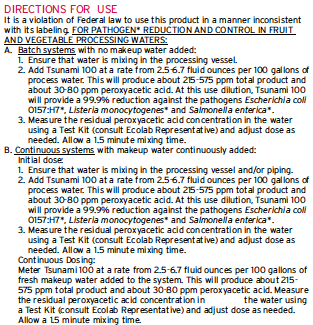 DIRECTIONS FOR USE
It is a violation of Federal law to use this product in a manner inconsistent
with its labeling. FOR PATHOGEN* REDUCTION AND CONTROL IN FRUIT
AND VEGETABLE PROCESSING WATERS:
A. Batch systems with no makeup water added:
1. Ensure that water is mixing in the processing vessel.
2. Add Tsunami 100 at a rate from 2.5-6.7 fluid ounces per 100 gallons of
process water. This will produce about 215-575 ppm total product and
about 30-80 ppm peroxyacetic acid. At this use dilution, Tsunami 100
will provide a 99.9% reduction against the pathogens Escherichia coli
O157:H7*, Listeria monocytogenes* and Salmonella enterica*.
3. Measure the residual peroxyacetic acid concentration in the water
using a Test Kit (consult Ecolab Representative) and adjust dose as
needed. Allow a 1.5 minute mixing time.
B. Continuous systems with makeup water continuously added:
Initial dose:
1. Ensure that water is mixing in the processing vessel and/or piping.
2. Add Tsunami 100 at a rate from 2.5-6.7 fluid ounces per 100 gallons of
process water. This will produce about 215-575 ppm total product and
about 30-80 ppm peroxyacetic acid. At this use dilution, Tsunami 100
will provide a 99.9% reduction against the pathogens Escherichia coli
O157:H7*, Listeria monocytogenes* and Salmonella enterica*.
3. Measure the residual peroxyacetic acid concentration in the water
using a Test Kit (consult Ecolab Representative) and adjust dose as
needed. Allow a 1.5 minute mixing time.
Continuous Dosing:
Meter Tsunami 100 at a rate from 2.5-6.7 fluid ounces per 100 gallons of
fresh makeup water added to the system. This will produce about 215-
575 ppm total product and about 30-80 ppm peroxyacetic acid. Measure
the residual peroxyacetic acid concentration in the water using
a Test Kit (consult Ecolab Representative) and adjust dose as needed.
Allow a 1.5 minute mixing time.